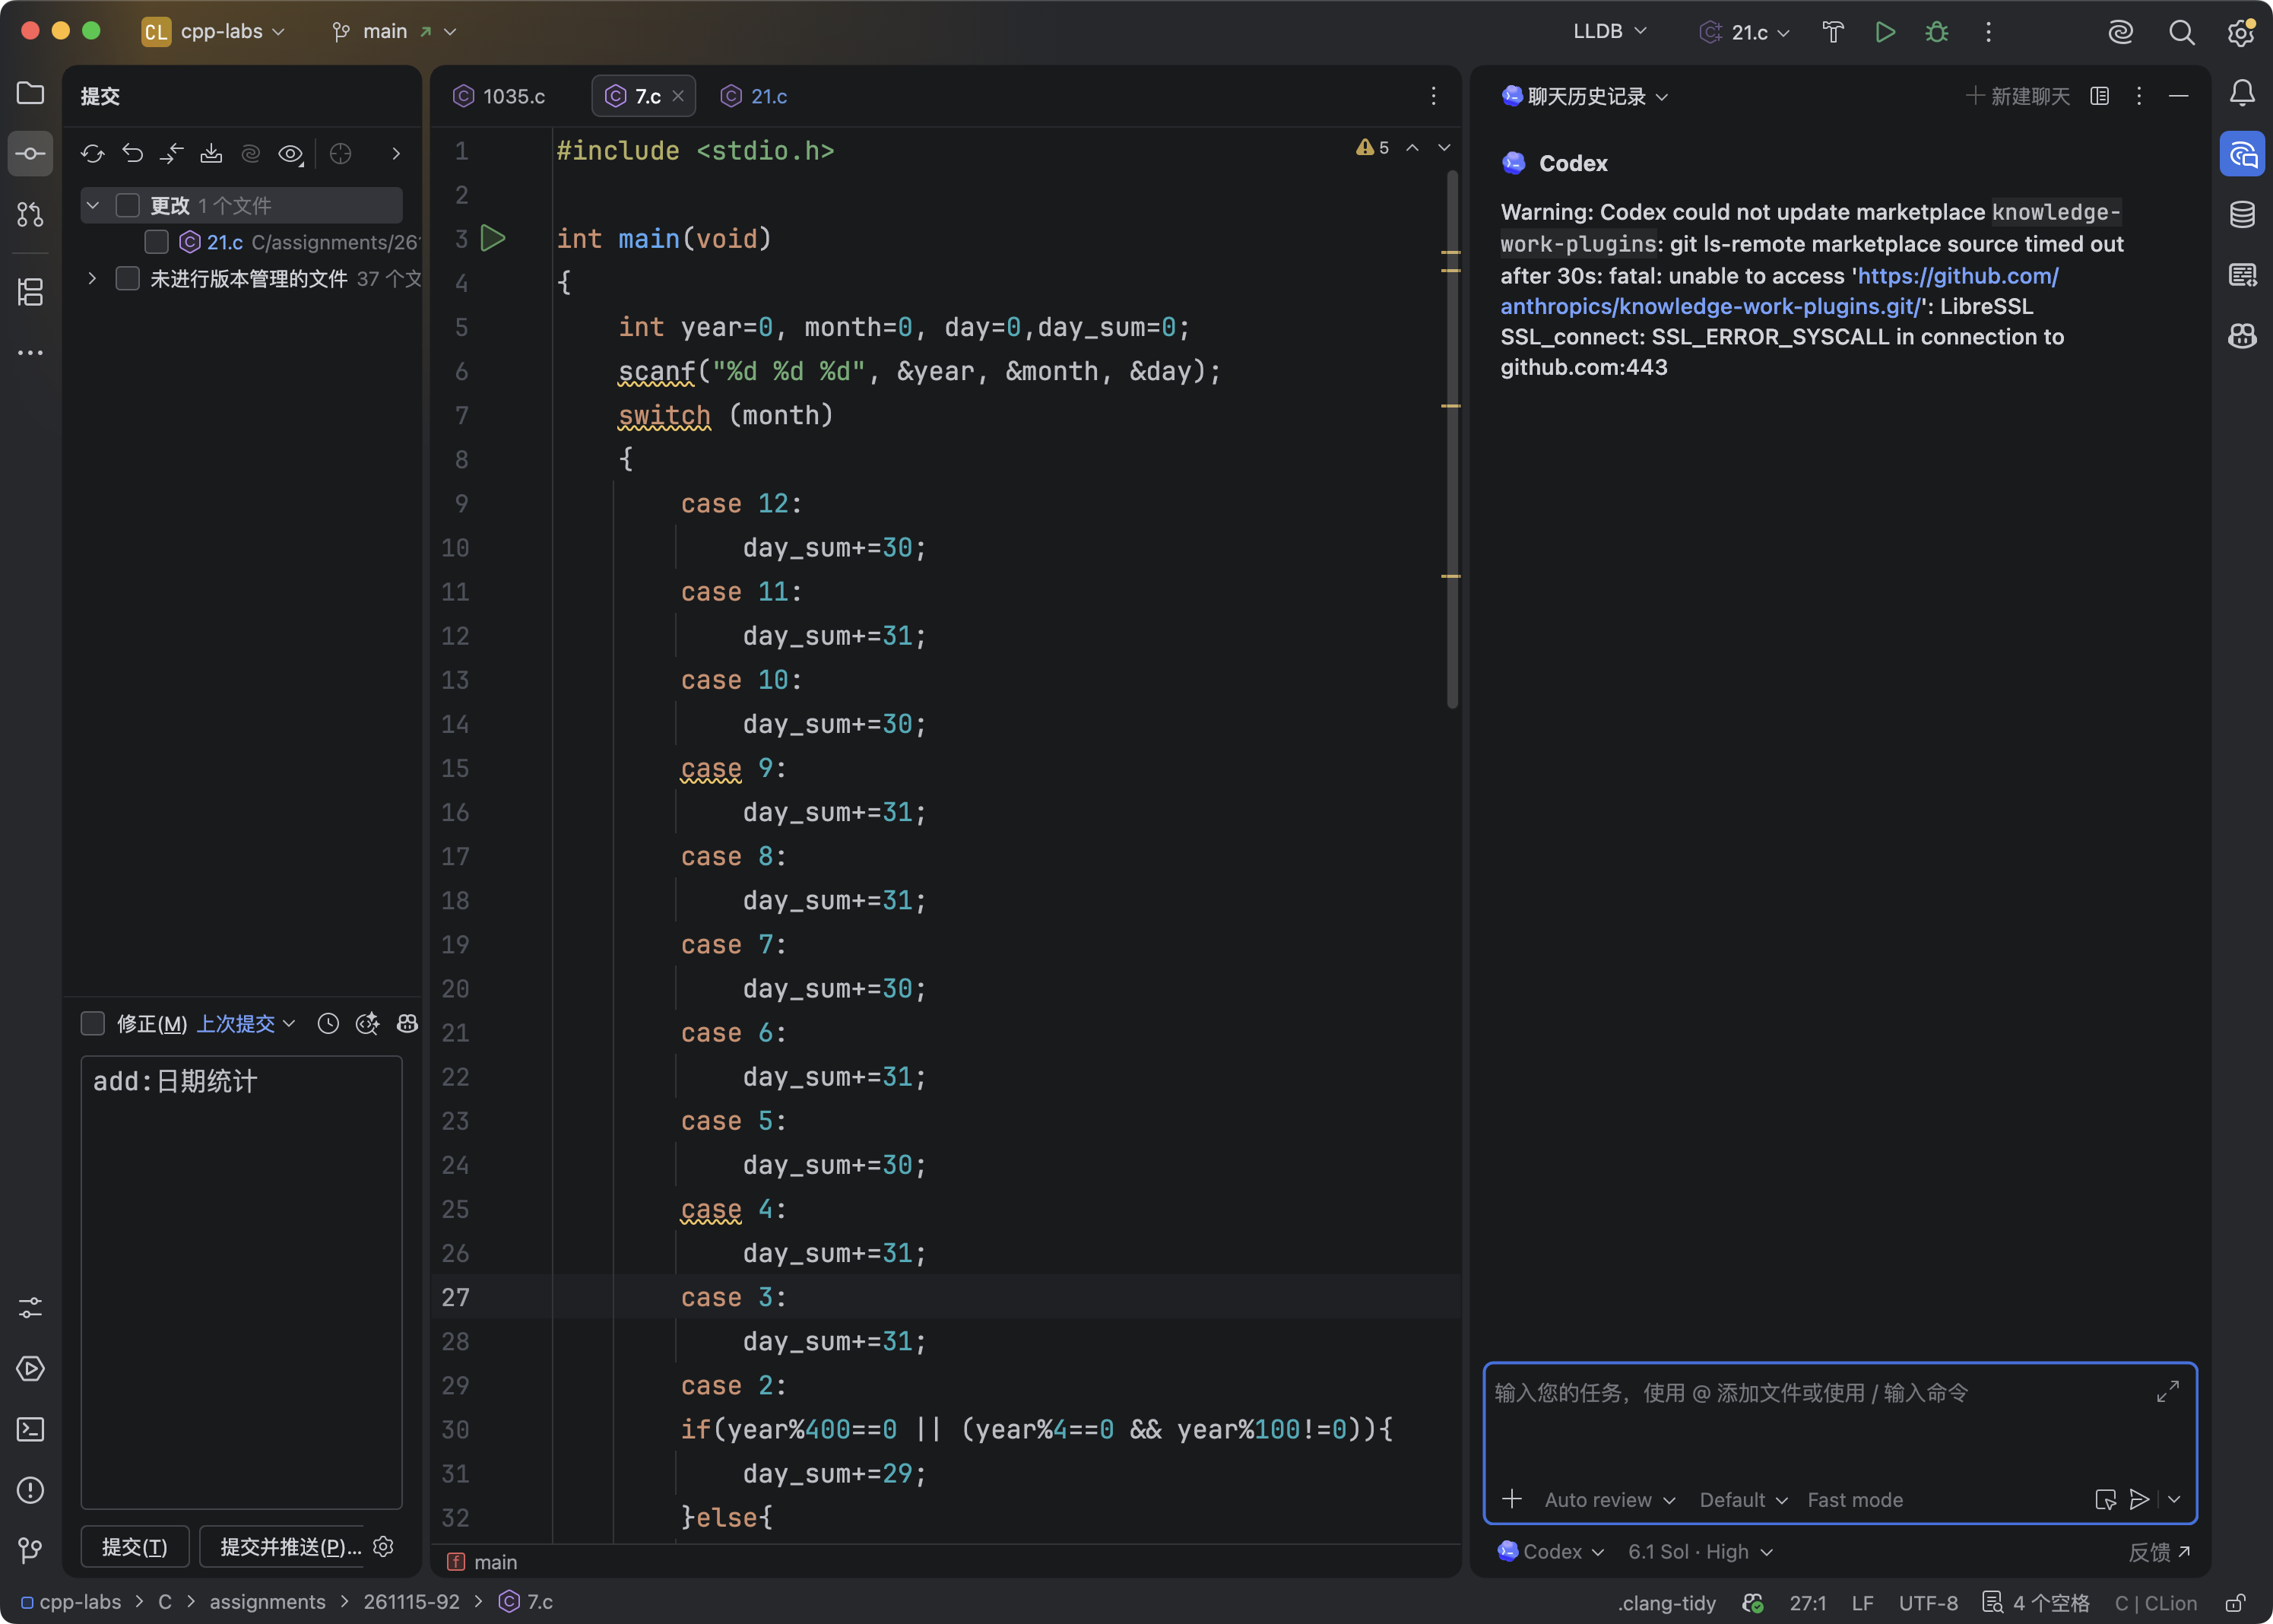 CL cpp-labs main LLDB 21.c
提交
1035.c 7.c 21.c
聊天历史记录 新建聊天
更改 1 个文件
21.c C/assignments/261
未进行版本管理的文件 37 个文
修正(M) 上次提交
add:日期统计
提交(T) 提交并推送(P)...
5
1 #include <stdio.h>
2
3 int main(void)
4 {
5 int year=0, month=0, day=0,day_sum=0;
6 scanf("%d %d %d", &year, &month, &day);
7 switch (month)
8 {
9 case 12:
10 day_sum+=30;
11 case 11:
12 day_sum+=31;
13 case 10:
14 day_sum+=30;
15 case 9:
16 day_sum+=31;
17 case 8:
18 day_sum+=31;
19 case 7:
20 day_sum+=30;
21 case 6:
22 day_sum+=31;
23 case 5:
24 day_sum+=30;
25 case 4:
26 day_sum+=31;
27 case 3:
28 day_sum+=31;
29 case 2:
30 if(year%400==0 || (year%4==0 && year%100!=0)){
31 day_sum+=29;
32 }else{
f main
Codex
Warning: Codex could not update marketplace knowledge-
work-plugins: git ls-remote marketplace source timed out
after 30s: fatal: unable to access 'https://github.com/
anthropics/knowledge-work-plugins.git/': LibreSSL
SSL_connect: SSL_ERROR_SYSCALL in connection to
github.com:443
输入您的任务，使用 @ 添加文件或使用 / 输入命令
Auto review Default Fast mode
Codex 6.1 Sol · High 反馈
cpp-labs C assignments 261115-92 7.c .clang-tidy 27:1 LF UTF-8 4 个空格 C | CLion